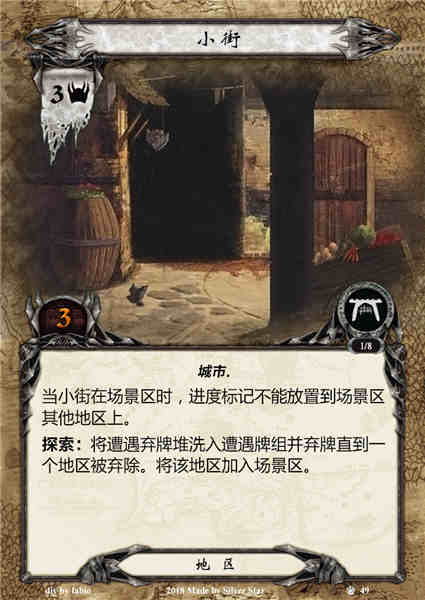 小街
3
3
1/8
城市.
当小街在场景区时，进度标记不能放置到场景区
其他地区上。
探索：将遭遇弃牌堆洗入遭遇牌组并弃牌直到一
个地区被弃除。将该地区加入场景区。
地 区
diy by fabio 2018 Made by Silver Star 49